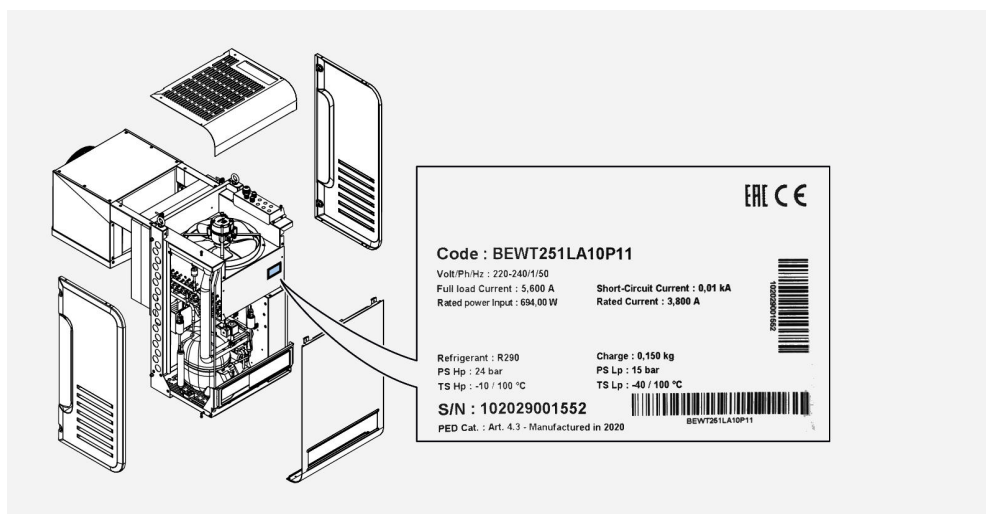 EAC CE
Code : BEWT251LA10P11
Volt/Ph/Hz : 220-240/1/50
Full load Current : 5,600 A Short-Circuit Current : 0,01 kA
Rated power Input : 694,00 W Rated Current : 3,800 A
102029001552
Refrigerant : R290 Charge : 0,150 kg
PS Hp : 24 bar PS Lp : 15 bar
TS Hp : -10 / 100 °C TS Lp : -40 / 100 °C
S/N : 102029001552
BEWT251LA10P11
PED Cat. : Art. 4.3 - Manufactured in 2020